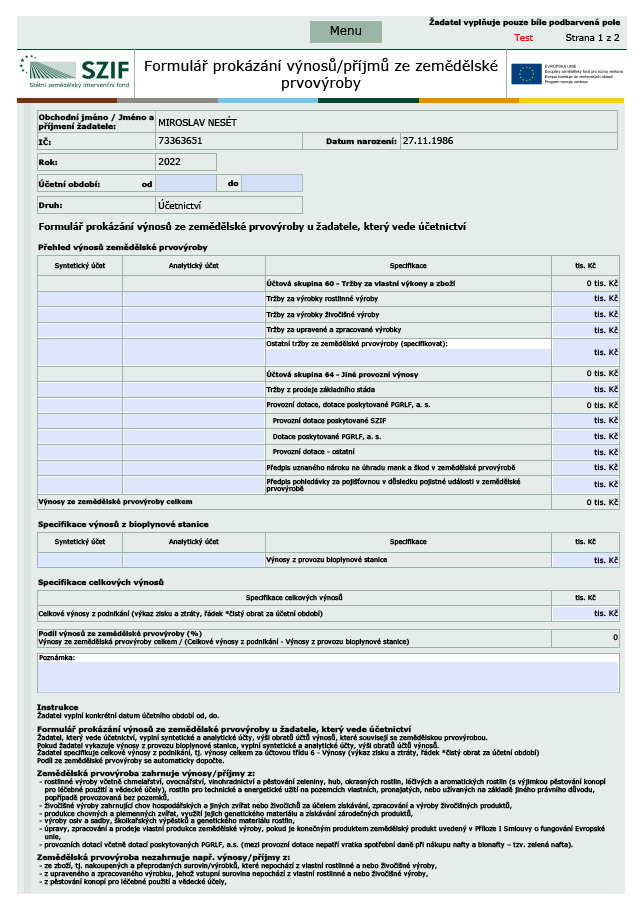 Menu
Žadatel vyplňuje pouze bíle podbarvená pole
Test
Strana 1 z 2
SZIF
Státní zemědělský intervenční fond
Formulář prokázání výnosů/příjmů ze zemědělské
prvovýroby
EVROPSKÁ UNIE
Evropský zemědělský fond pro rozvoj venkova
Evropa investuje do venkovských oblastí
Program rozvoje venkova
Obchodní jméno / Jméno a
příjmení žadatele:
MIROSLAV NESÉT
IČ:
73363651
Datum narození:
27.11.1986
Rok:
2022
Účetní období:
od
do
Druh:
Účetnictví
Formulář prokázání výnosů ze zemědělské prvovýroby u žadatele, který vede účetnictví
Přehled výnosů zemědělské prvovýroby
Syntetický účet
Analytický účet
Specifikace
tis. Kč
Účtová skupina 60 - Tržby za vlastní výkony a zboží
0 tis. Kč
Tržby za výrobky rostlinné výroby
tis. Kč
Tržby za výrobky živočišné výroby
tis. Kč
Tržby za upravené a zpracované výrobky
tis. Kč
Ostatní tržby ze zemědělské prvovýroby (specifikovat):
tis. Kč
Účtová skupina 64 - Jiné provozní výnosy
0 tis. Kč
Tržby z prodeje základního stáda
tis. Kč
Provozní dotace, dotace poskytované PGRLF, a. s.
0 tis. Kč
Provozní dotace poskytované SZIF
tis. Kč
Dotace poskytované PGRLF, a. s.
tis. Kč
Provozní dotace - ostatní
tis. Kč
Předpis uznaného nároku na úhradu mank a škod v zemědělské prvovýrobě
tis. Kč
Předpis pohledávky za pojišťovnou v důsledku pojistné události v zemědělské
prvovýrobě
tis. Kč
Výnosy ze zemědělské prvovýroby celkem
0 tis. Kč
Specifikace výnosů z bioplynové stanice
Syntetický účet
Analytický účet
Specifikace
tis. Kč
Výnosy z provozu bioplynové stanice
tis. Kč
Specifikace celkových výnosů
Specifikace celkových výnosů
tis. Kč
Celkové výnosy z podnikání (výkaz zisku a ztráty, řádek *čistý obrat za účetní období)
tis. Kč
Podíl výnosů ze zemědělské prvovýroby (%)
Výnosy ze zemědělská prvovýroby celkem / (Celkové výnosy z podnikání - Výnosy z provozu bioplynové stanice)
0
Poznámka:
Instrukce
Žadatel vyplní konkrétní datum účetního období od, do.
Formulář prokázání výnosů ze zemědělské prvovýroby u žadatele, který vede účetnictví
Žadatel, který vede účetnictví, vyplní syntetické a analytické účty, výši obratů účtů výnosů, které souvisejí se zemědělskou prvovýrobou.
Pokud žadatel vykazuje výnosy z provozu bioplynové stanice, vyplní syntetické a analytické účty, výši obratů účtů výnosů.
Žadatel specifikuje celkové výnosy z podnikání, tj. výnosy celkem za účtovou třídu 6 - Výnosy (výkaz zisku a ztráty, řádek *čistý obrat za účetní období)
Podíl ze zemědělské prvovýroby se automaticky dopočte.
Zemědělská prvovýroba zahrnuje výnosy/příjmy z:
- rostlinné výroby včetně chmelařství, ovocnářství, vinohradnictví a pěstování zeleniny, hub, okrasných rostlin, léčivých a aromatických rostlin (s výjimkou pěstování konopí
pro léčebné použití a vědecké účely), rostlin pro technické a energetické užití na pozemcích vlastních, pronajatých, nebo užívaných na základě jiného právního důvodu,
popřípadě provozovaná bez pozemků,
- živočišné výroby zahrnující chov hospodářských a jiných zvířat nebo živočichů za účelem získávání, zpracování a výroby živočišných produktů,
- produkce chovných a plemenných zvířat, využití jejich genetického materiálu a získání zárodečných produktů,
- výroby osiv a sadby, školkařských výpěstků a genetického materiálu rostlin,
- úpravy, zpracování a prodeje vlastní produkce zemědělské výroby, pokud je konečným produktem zemědělský produkt uvedený v Příloze I Smlouvy o fungování Evropské
unie,
- provozních dotací včetně dotací poskytovaných PGRLF, a.s. (mezi provozní dotace nepatří vratka spotřební daně při nákupu nafty a bionafty – tzv. zelená nafta).
Zemědělská prvovýroba nezahrnuje např. výnosy/příjmy z:
- ze zboží, tj. nakoupených a přeprodaných surovin/výrobků, které nepochází z vlastní rostlinné a nebo živočišné výroby,
- z upraveného a zpracovaného výrobku, jehož vstupní surovina nepochází z vlastní rostlinné a nebo živočišné výroby,
- z pěstování konopí pro léčebné použití a vědecké účely,